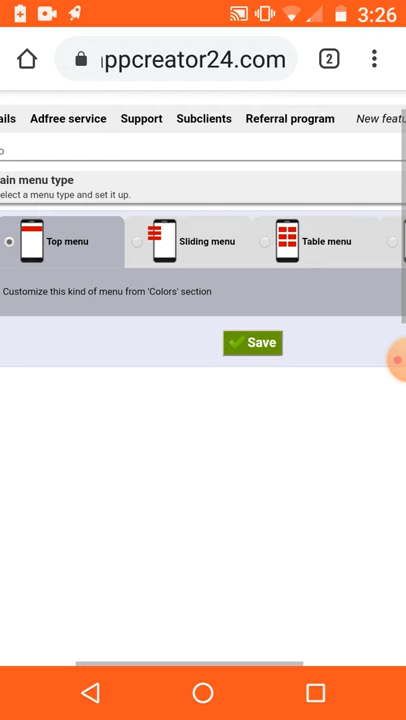 3:26
ppcreator24.com
2
ails Adfree service Support Subclients Referral program New featu
o
ain menu type
elect a menu type and set it up.
Top menu Sliding menu Table menu
Customize this kind of menu from 'Colors' section
Save